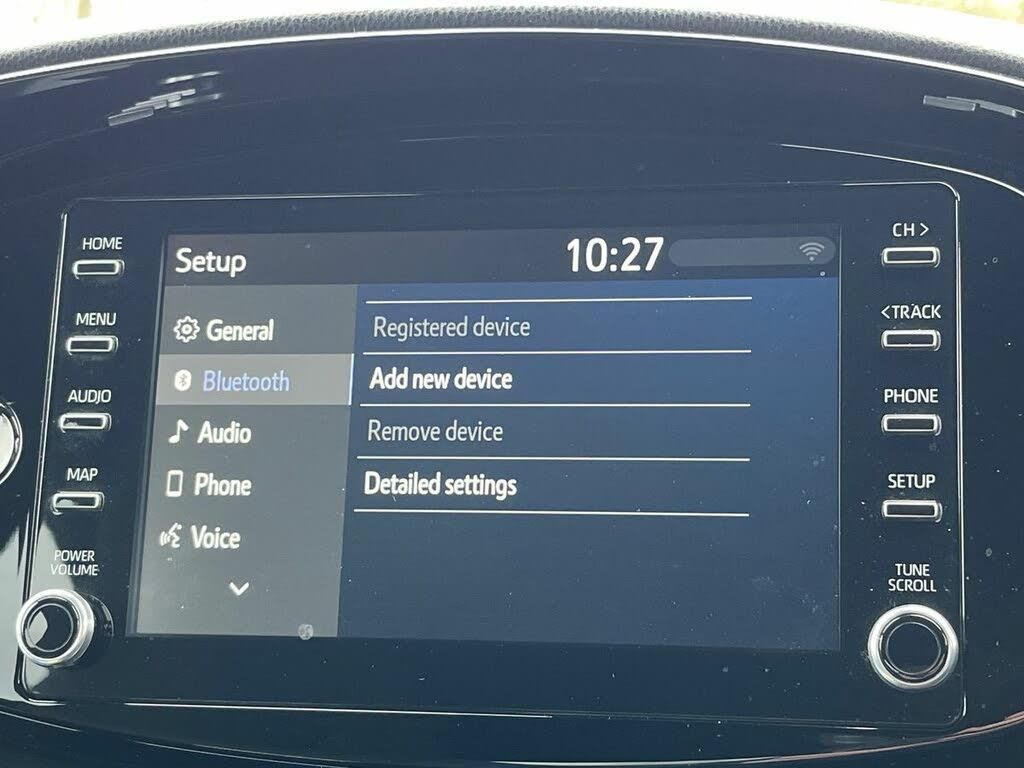 HOME
MENU
AUDIO
MAP
POWER
VOLUME
Setup
10:27
General
Bluetooth
Audio
Phone
Voice
Registered device
Add new device
Remove device
Detailed settings
CH >
<TRACK
PHONE
SETUP
TUNE
SCROLL